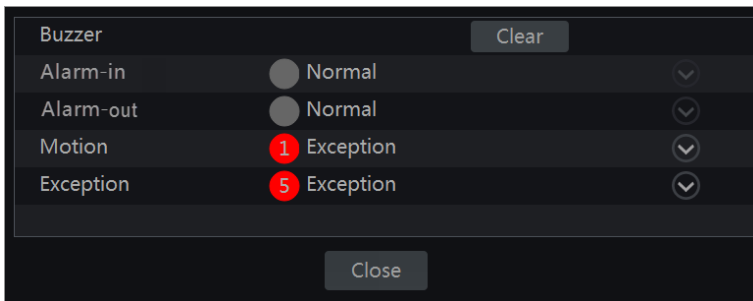 Buzzer Clear
Alarm-in Normal
Alarm-out Normal
Motion 1 Exception
Exception 5 Exception
Close